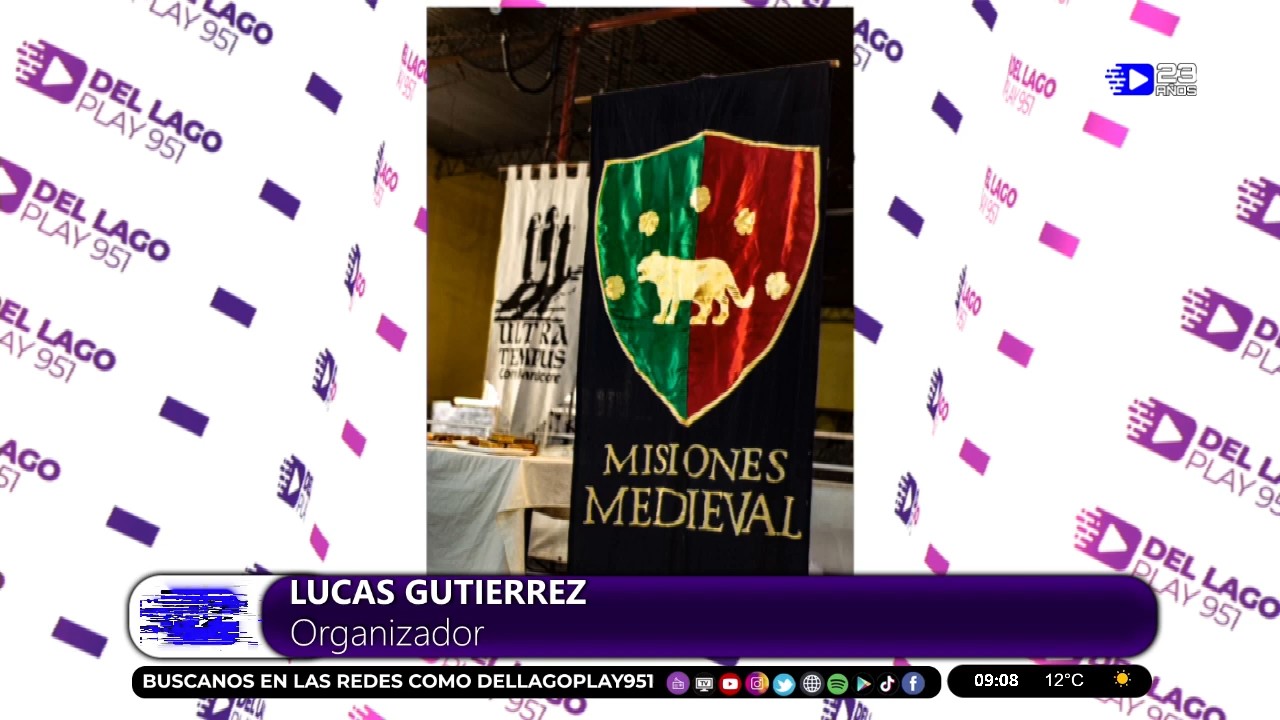 DEL LAGO
PLAY 951
23
AÑOS
ULTRA
TEMPUS
MISIONES
MEDIEVAL
LUCAS GUTIERREZ
Organizador
BUSCANOS EN LAS REDES COMO DELLAGOPLAY951
09:08
12°C